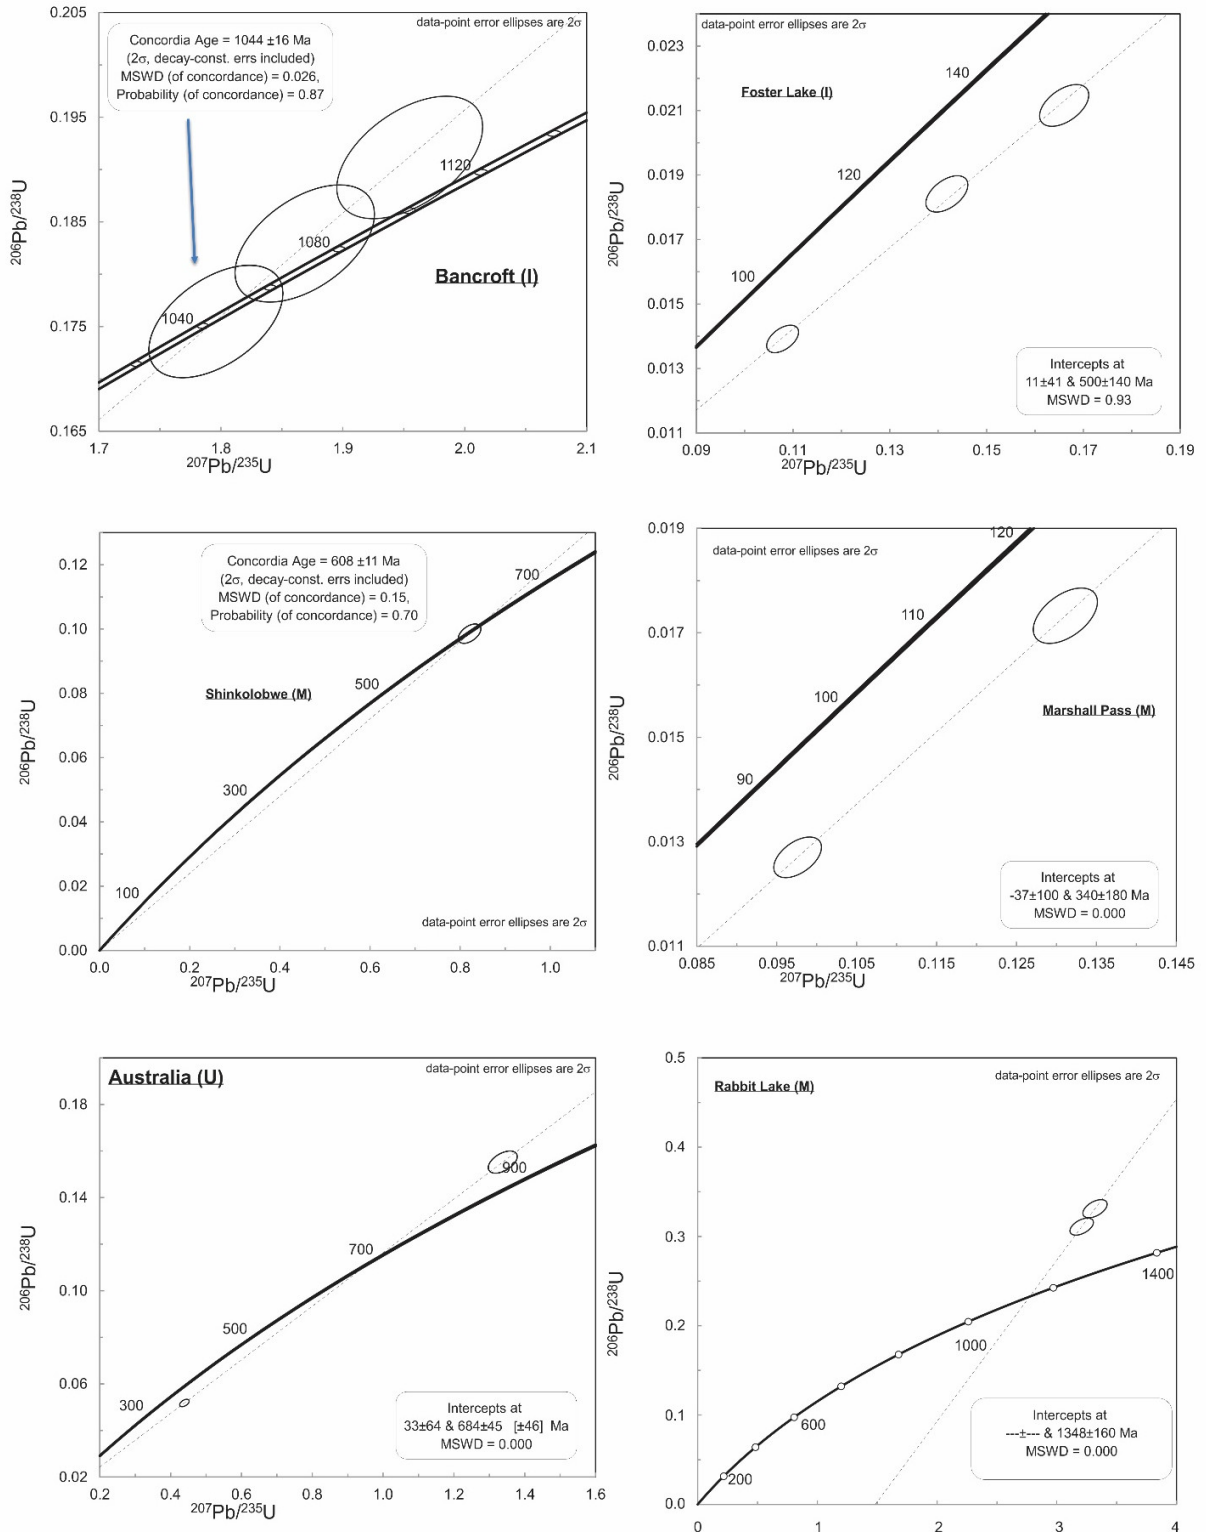 data-point error ellipses are 2σ
Concordia Age = 1044 ±16 Ma
(2σ, decay-const. errs included)
MSWD (of concordance) = 0.026,
Probability (of concordance) = 0.87
0.205
0.195
0.185
0.175
0.165
206Pb/238U
1120
1080
1040
Bancroft (I)
1.7
1.8
1.9
2.0
2.1
207Pb/235U
data-point error ellipses are 2σ
0.023
0.021
0.019
0.017
0.015
0.013
0.011
206Pb/238U
Foster Lake (I)
140
120
100
Intercepts at
11±41 & 500±140 Ma
MSWD = 0.93
0.09
0.11
0.13
0.15
0.17
0.19
207Pb/235U
Concordia Age = 608 ±11 Ma
(2σ, decay-const. errs included)
MSWD (of concordance) = 0.15,
Probability (of concordance) = 0.70
0.12
0.10
0.08
0.06
0.04
0.02
0.00
206Pb/238U
700
500
300
100
Shinkolobwe (M)
data-point error ellipses are 2σ
0.0
0.2
0.4
0.6
0.8
1.0
207Pb/235U
0.019
0.017
0.015
0.013
0.011
206Pb/238U
data-point error ellipses are 2σ
120
110
100
90
Marshall Pass (M)
Intercepts at
-37±100 & 340±180 Ma
MSWD = 0.000
0.085
0.095
0.105
0.115
0.125
0.135
0.145
207Pb/235U
Australia (U)
data-point error ellipses are 2σ
0.18
0.14
0.10
0.06
0.02
206Pb/238U
900
700
500
300
Intercepts at
33±64 & 684±45 [±46] Ma
MSWD = 0.000
0.2
0.4
0.6
0.8
1.0
1.2
1.4
1.6
207Pb/235U
0.5
0.4
0.3
0.2
0.1
0.0
206Pb/238U
Rabbit Lake (M)
data-point error ellipses are 2σ
1400
1000
600
200
Intercepts at
---±--- & 1348±160 Ma
MSWD = 0.000
0
1
2
3
4